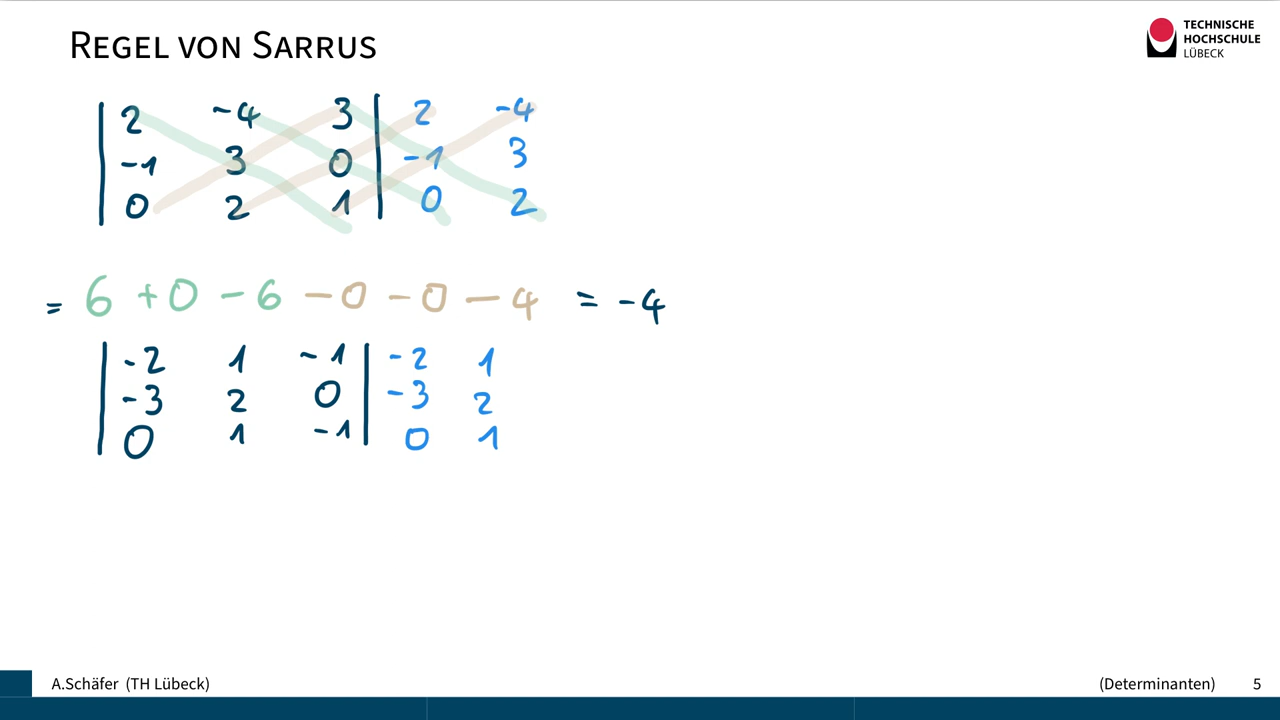 REGEL VON SARRUS
TECHNISCHE
HOCHSCHULE
LÜBECK
| 2 -4 3 | 2 -4
| -1 3 0 | -1 3
| 0 2 1 | 0 2
= 6 + 0 - 6 - 0 - 0 - 4 = -4
| -2 1 -1 | -2 1
| -3 2 0 | -3 2
| 0 1 -1 | 0 1
A.Schäfer (TH Lübeck) (Determinanten) 5